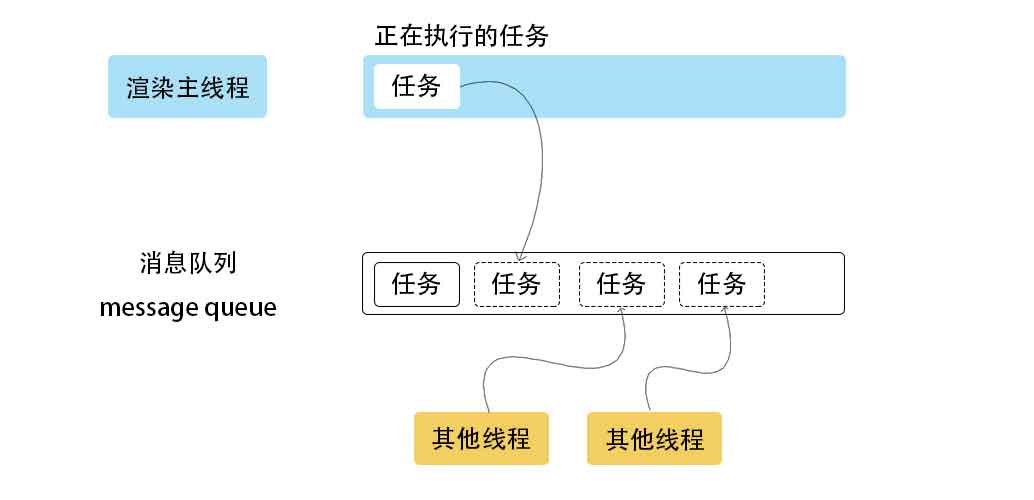 正在执行的任务
渲染主线程
任务
消息队列
message queue
任务
任务
任务
任务
其他线程
其他线程